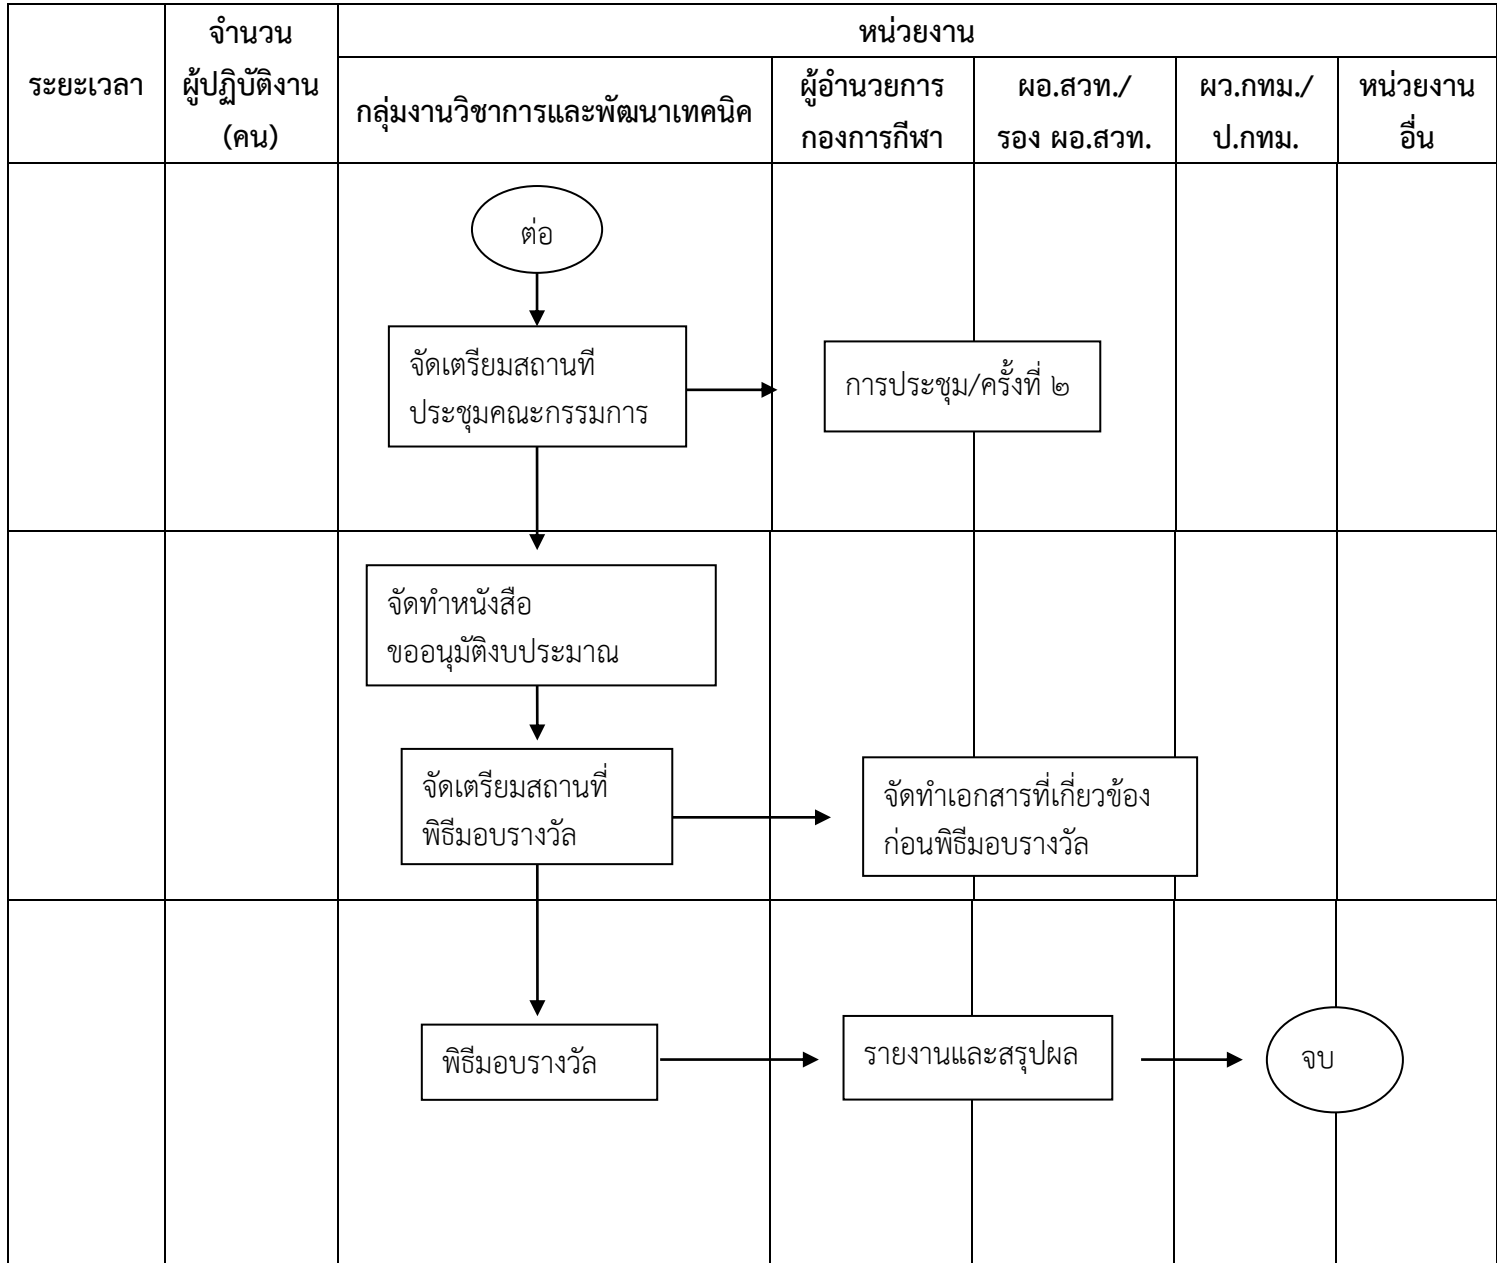 ระยะเวลา
จำนวน
ผู้ปฏิบัติงาน
(คน)
หน่วยงาน
กลุ่มงานวิชาการและพัฒนาเทคนิค
ผู้อำนวยการ
กองการกีฬา
ผอ.สวท./
รอง ผอ.สวท.
ผว.กทม./
ป.กทม.
หน่วยงาน
อื่น
ต่อ
จัดเตรียมสถานที
ประชุมคณะกรรมการ
การประชุม/ครั้งที่ ๒
จัดทำหนังสือ
ขออนุมัติงบประมาณ
จัดเตรียมสถานที่
พิธีมอบรางวัล
จัดทำเอกสารที่เกี่ยวข้อง
ก่อนพิธีมอบรางวัล
พิธีมอบรางวัล
รายงานและสรุปผล
จบ